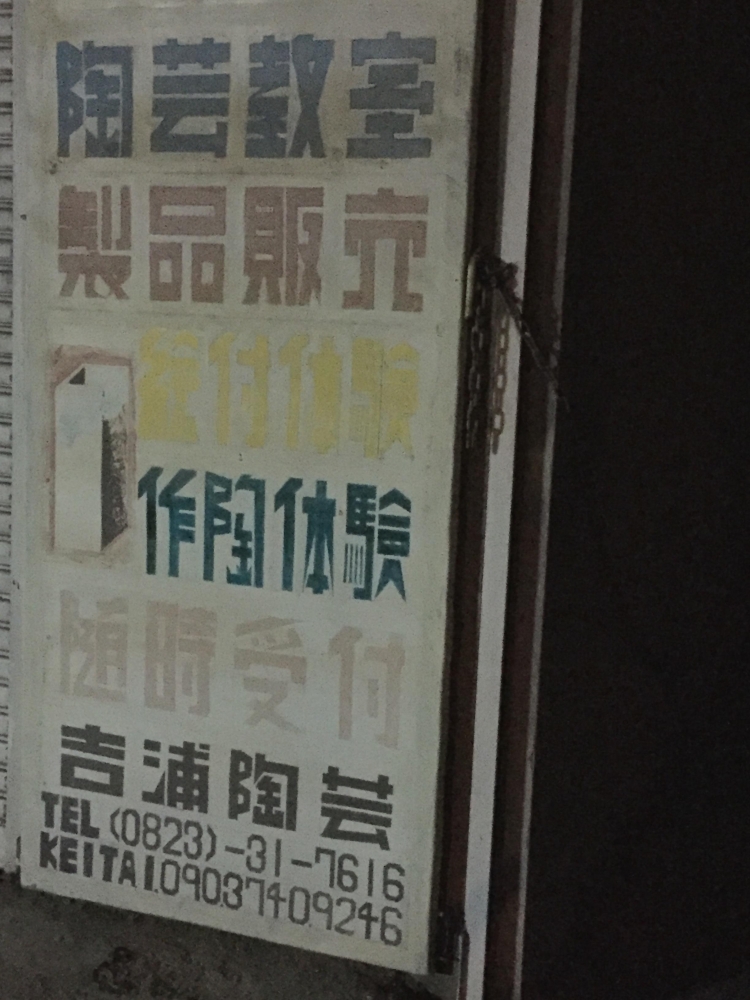 陶芸教室
製品販売
絵付体験
作陶体験
随時受付
吉浦陶芸
TEL(0823)-31-7616
KEITAI.09037409246